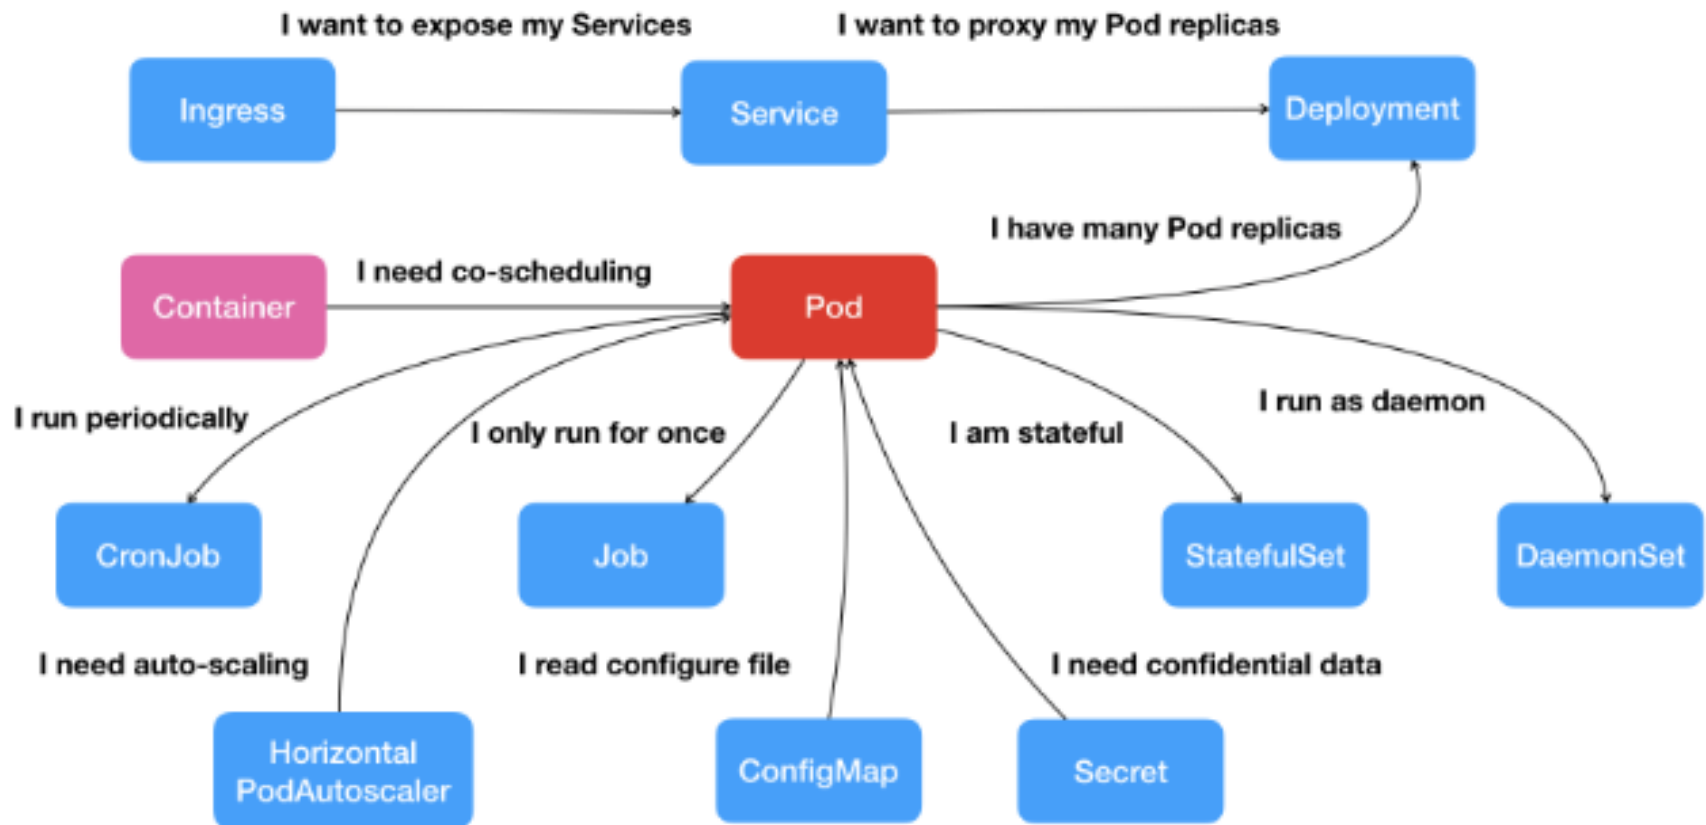 I want to expose my Services
I want to proxy my Pod replicas
Ingress
Service
Deployment
I have many Pod replicas
I need co-scheduling
Container
Pod
I run periodically
I only run for once
I am stateful
I run as daemon
CronJob
Job
StatefulSet
DaemonSet
I need auto-scaling
I read configure file
I need confidential data
Horizontal
PodAutoscaler
ConfigMap
Secret